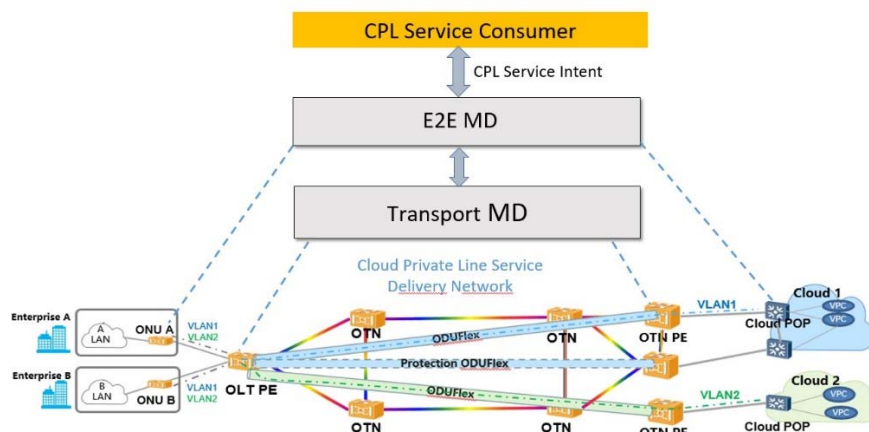 CPL Service Consumer
CPL Service Intent
E2E MD
Transport MD
Cloud Private Line Service
Delivery Network
Enterprise A
A
LAN
ONU A
VLAN1
VLAN2
Enterprise B
B
LAN
ONU B
VLAN1
VLAN2
OLT PE
OTN
OTN
ODUFlex
Protection ODUFlex
ODUFlex
OTN
OTN
OTN PE
OTN PE
VLAN1
VLAN2
Cloud 1
VPC
VPC
Cloud POP
Cloud 2
VPC
VPC
Cloud POP